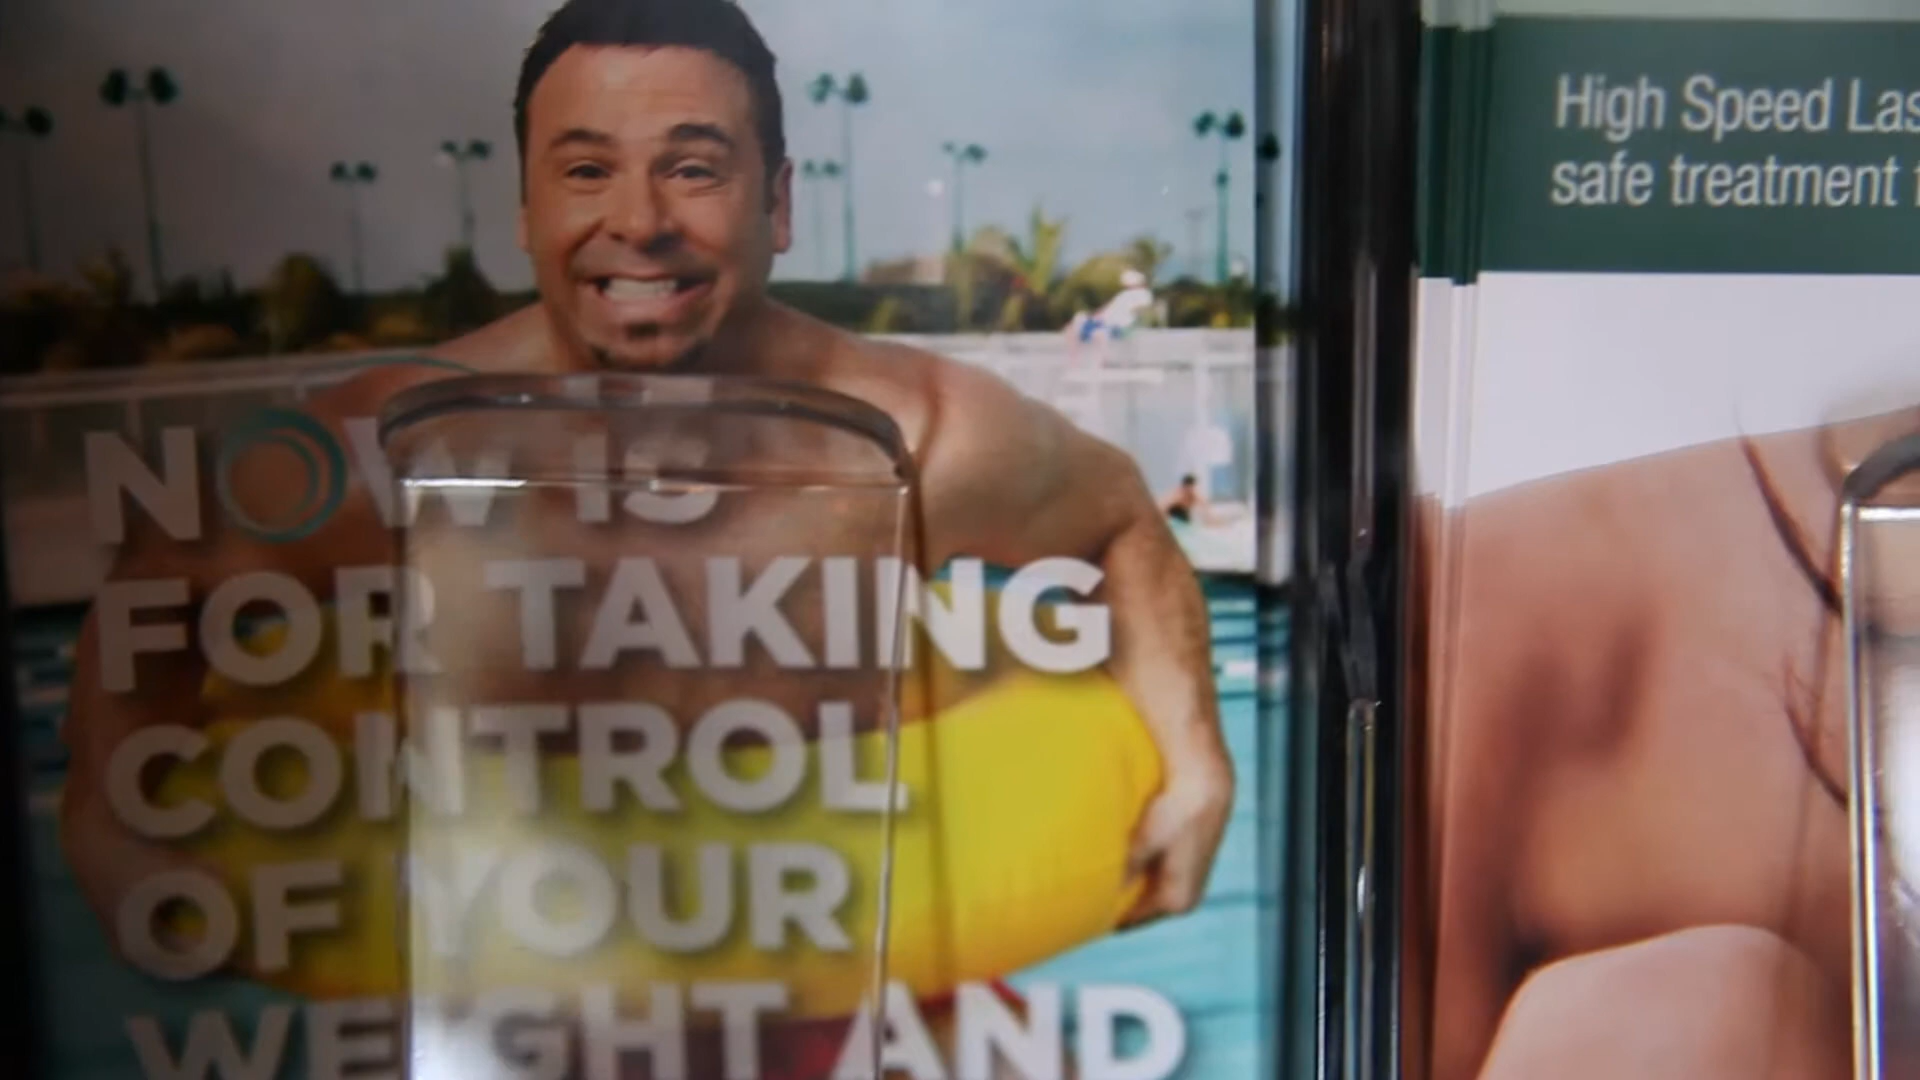 NOW IS
FOR TAKING
CONTROL
OF YOUR
WEIGHT AND
High Speed Las
safe treatment